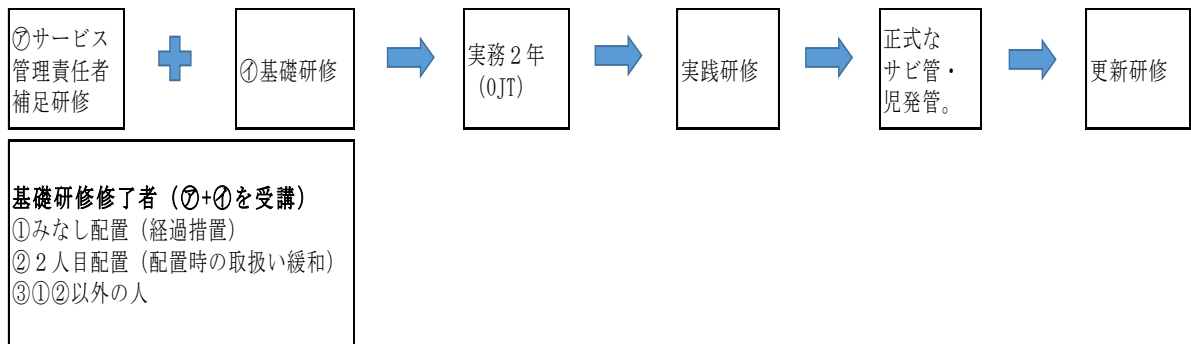 ㋐サービス
管理責任者
補足研修
㋑基礎研修
実務２年
（OJT）
実践研修
正式な
サビ管・
児発管。
更新研修
基礎研修修了者（㋐+㋑を受講）
①みなし配置（経過措置）
②２人目配置（配置時の取扱い緩和）
③①②以外の人